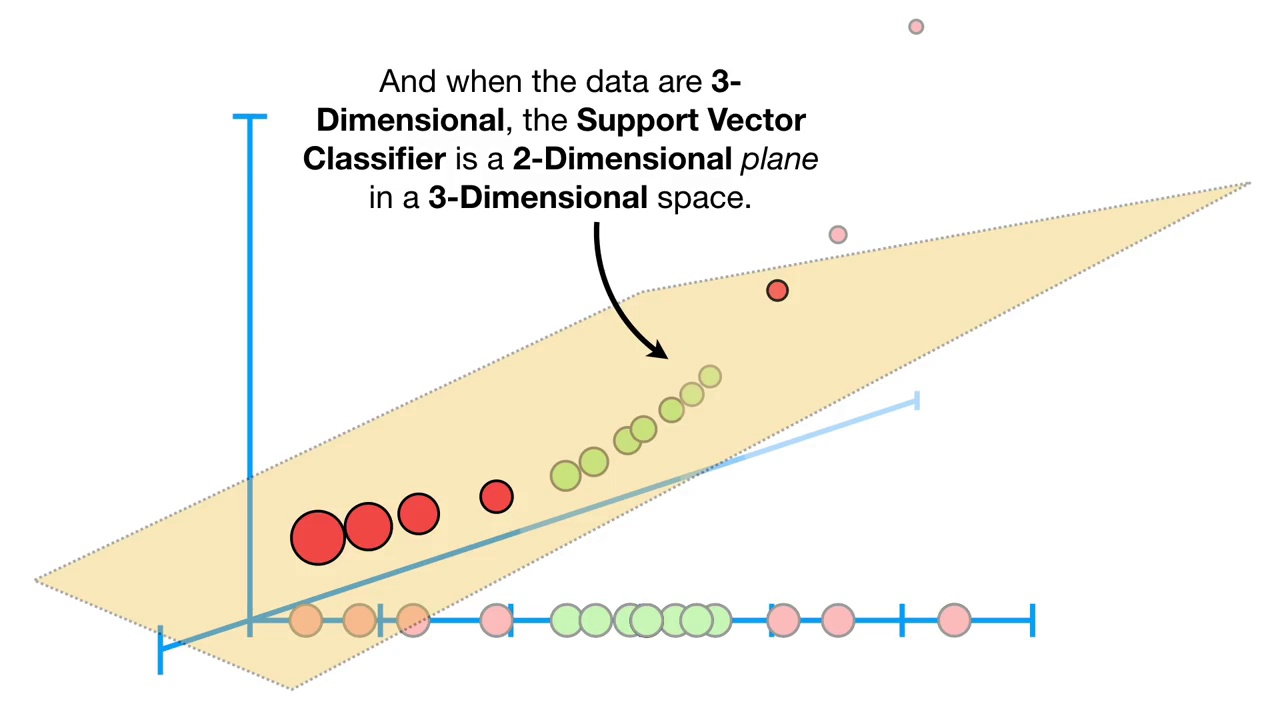 And when the data are 3-
Dimensional, the Support Vector
Classifier is a 2-Dimensional plane
in a 3-Dimensional space.